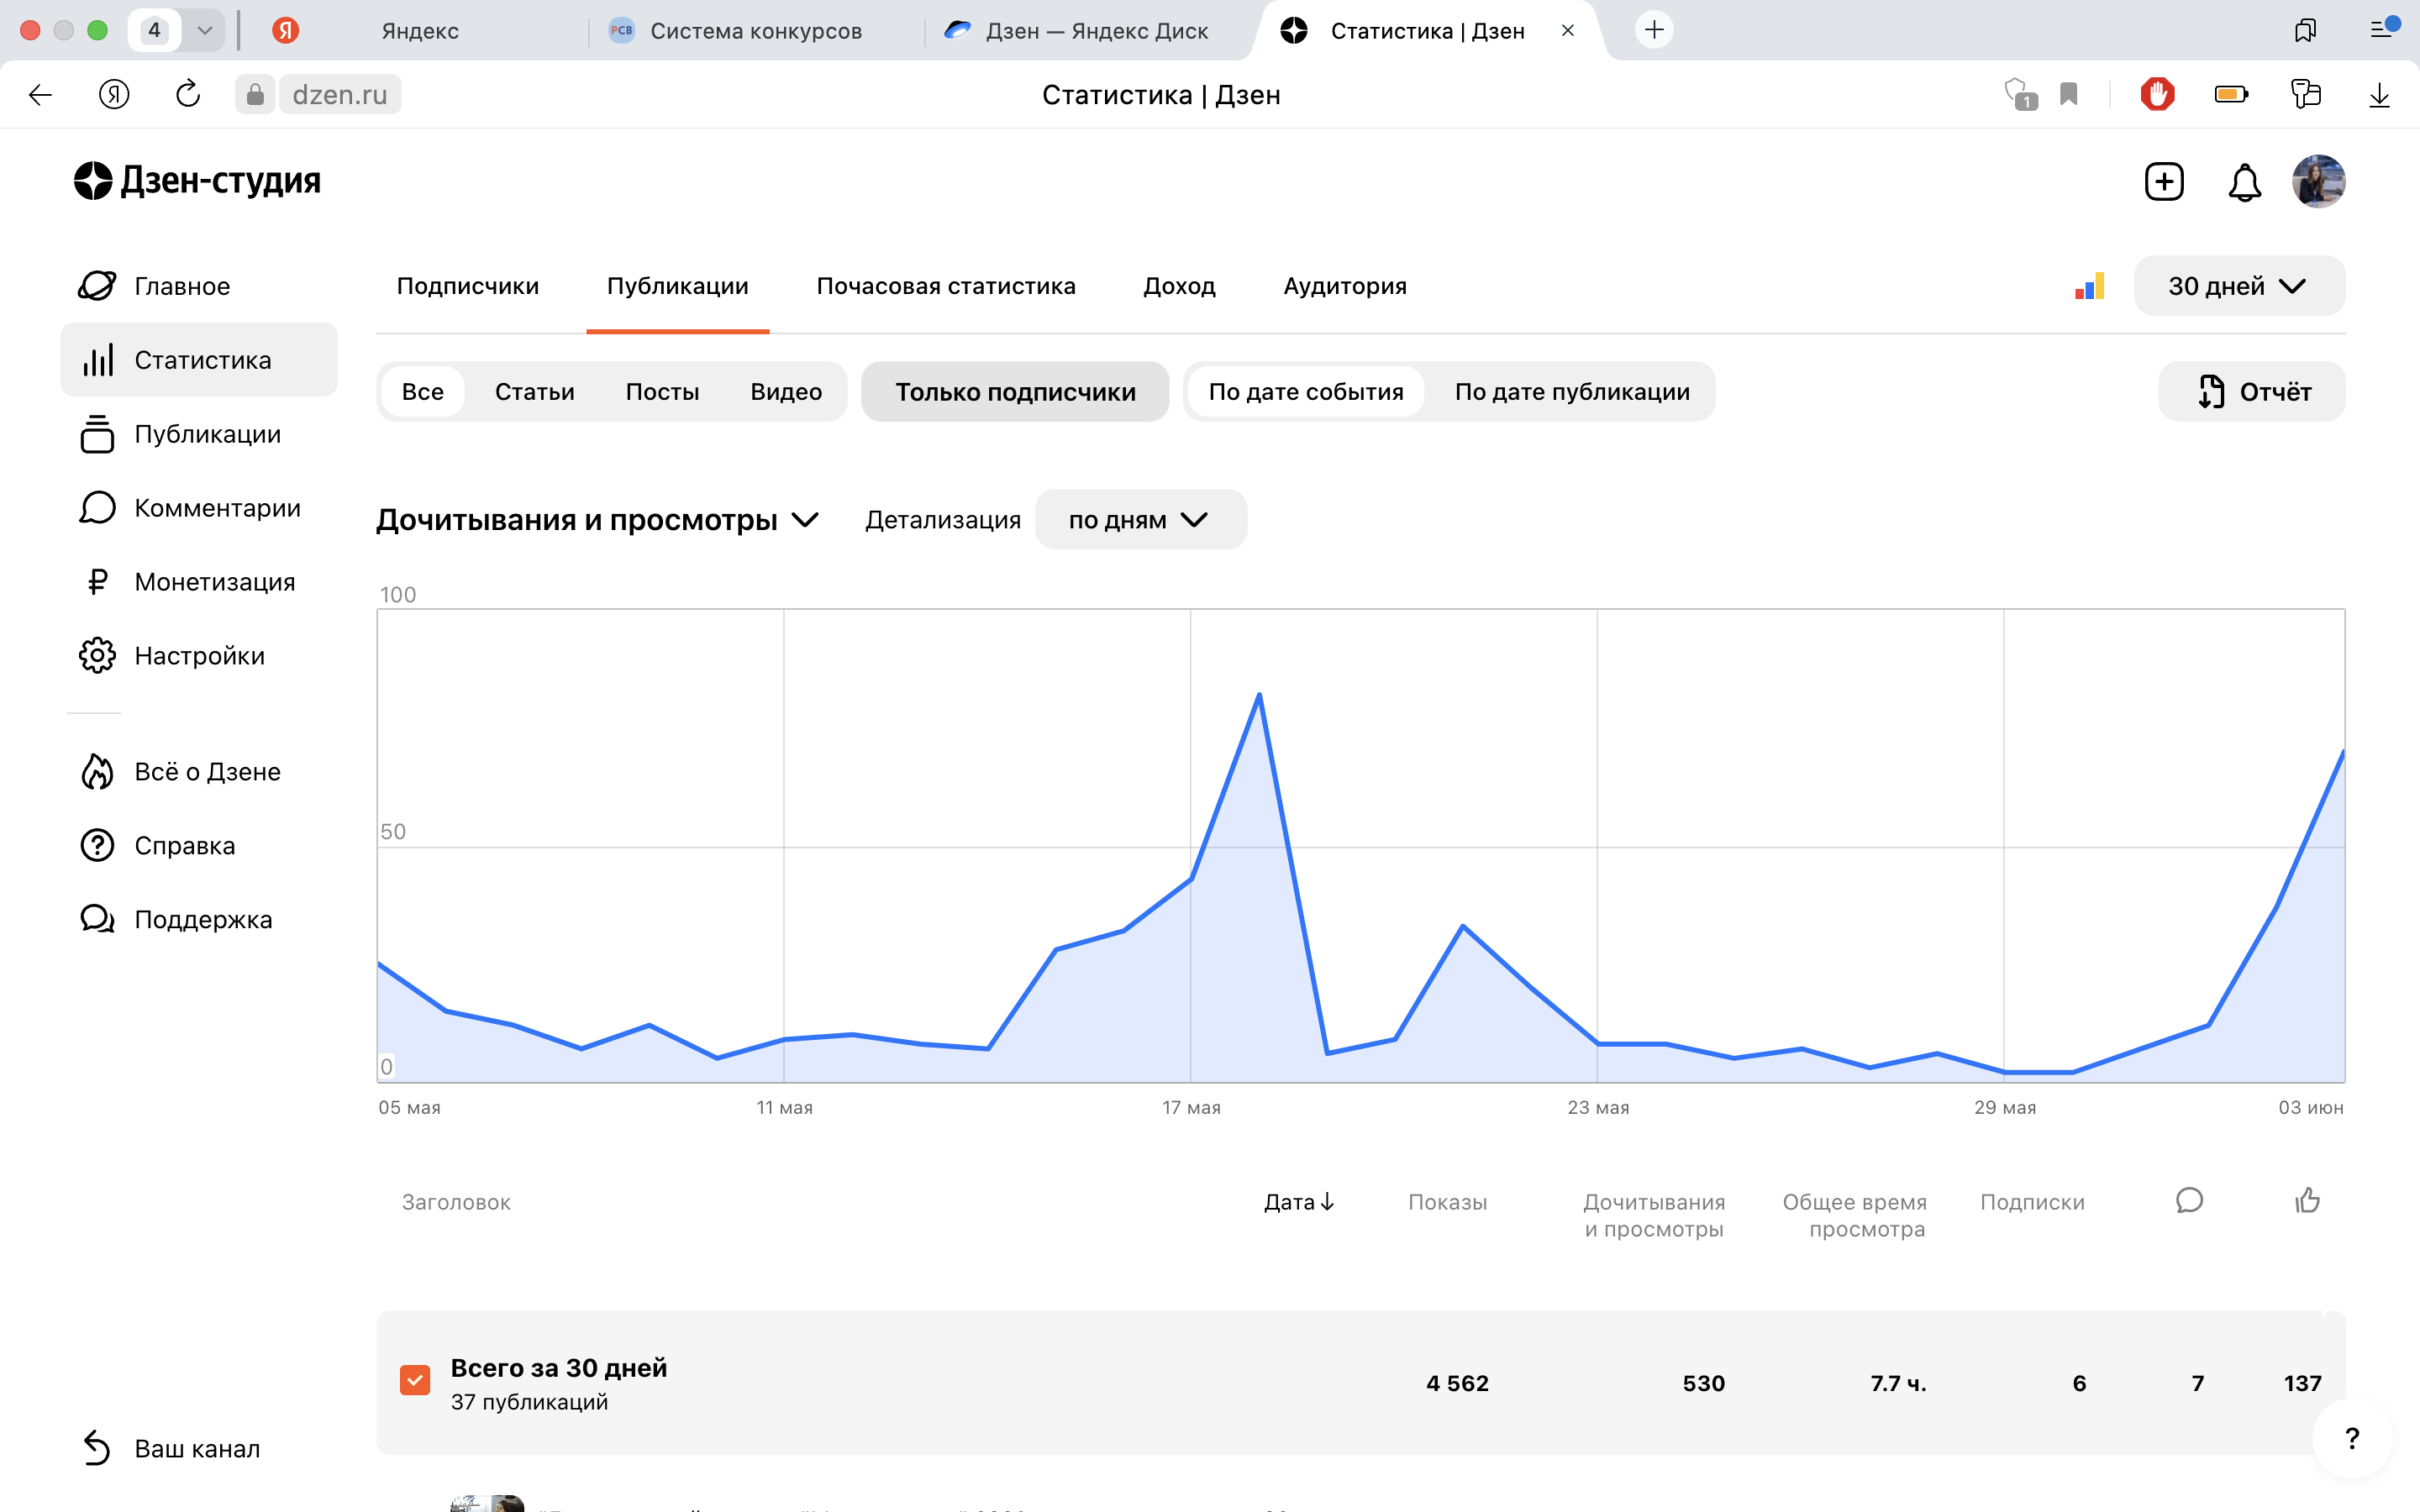 4
Яндекс
РСВ
Система конкурсов
Дзен — Яндекс Диск
Статистика | Дзен
dzen.ru
Статистика | Дзен
1
Дзен-студия
Главное
Статистика
Публикации
Комментарии
Монетизация
Настройки
Всё о Дзене
Справка
Поддержка
Ваш канал
Подписчики
Публикации
Почасовая статистика
Доход
Аудитория
30 дней
Все
Статьи
Посты
Видео
Только подписчики
По дате события
По дате публикации
Отчёт
Дочитывания и просмотры
Детализация
по дням
100
50
0
05 мая
11 мая
17 мая
23 мая
29 мая
03 июн
Заголовок
Дата
Показы
Дочитывания
и просмотры
Общее время
просмотра
Подписки
Всего за 30 дней
37 публикаций
4 562
530
7.7 ч.
6
7
137
?